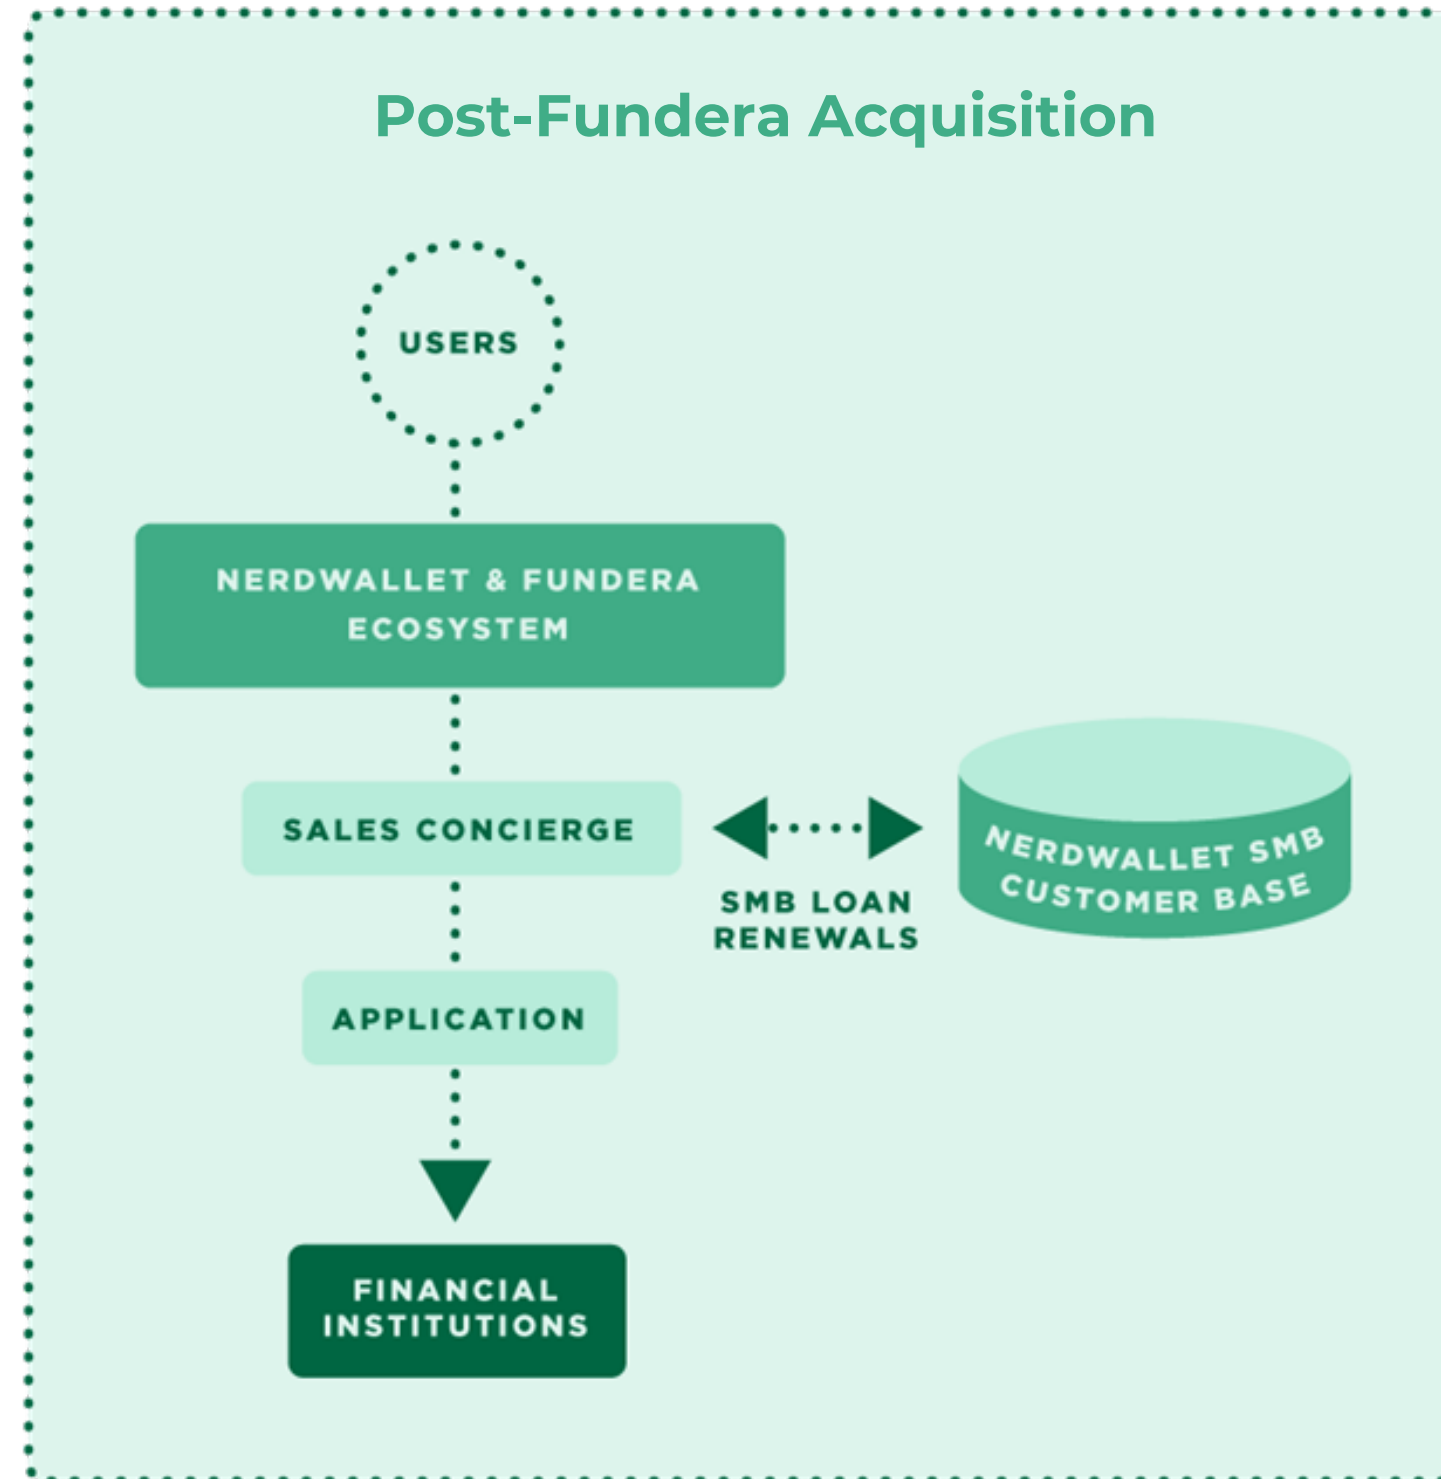 Post-Fundera Acquisition
USERS
NERDWALLET & FUNDERA
ECOSYSTEM
SALES CONCIERGE
SMB LOAN
RENEWALS
NERDWALLET SMB
CUSTOMER BASE
APPLICATION
FINANCIAL
INSTITUTIONS